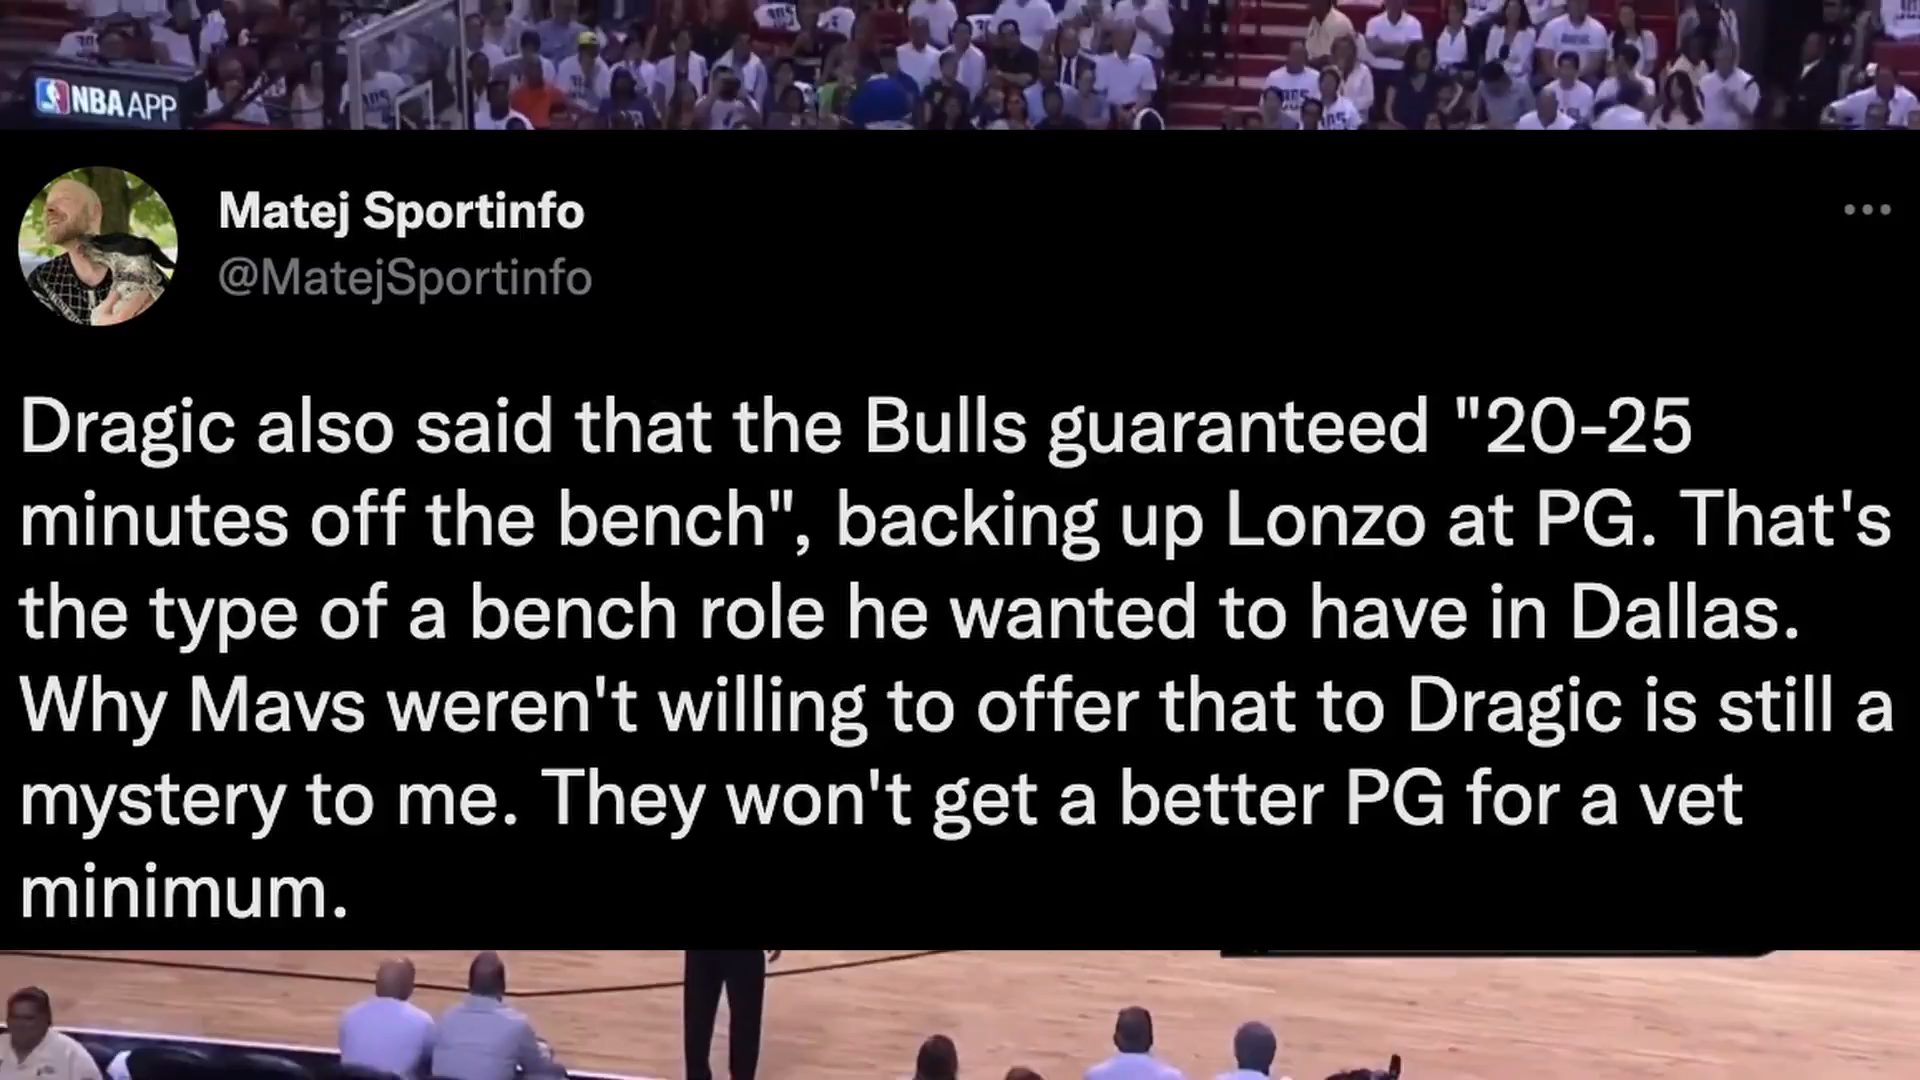 NBA APP
Matej Sportinfo
@MatejSportinfo
Dragic also said that the Bulls guaranteed "20-25
minutes off the bench", backing up Lonzo at PG. That's
the type of a bench role he wanted to have in Dallas.
Why Mavs weren't willing to offer that to Dragic is still a
mystery to me. They won't get a better PG for a vet
minimum.